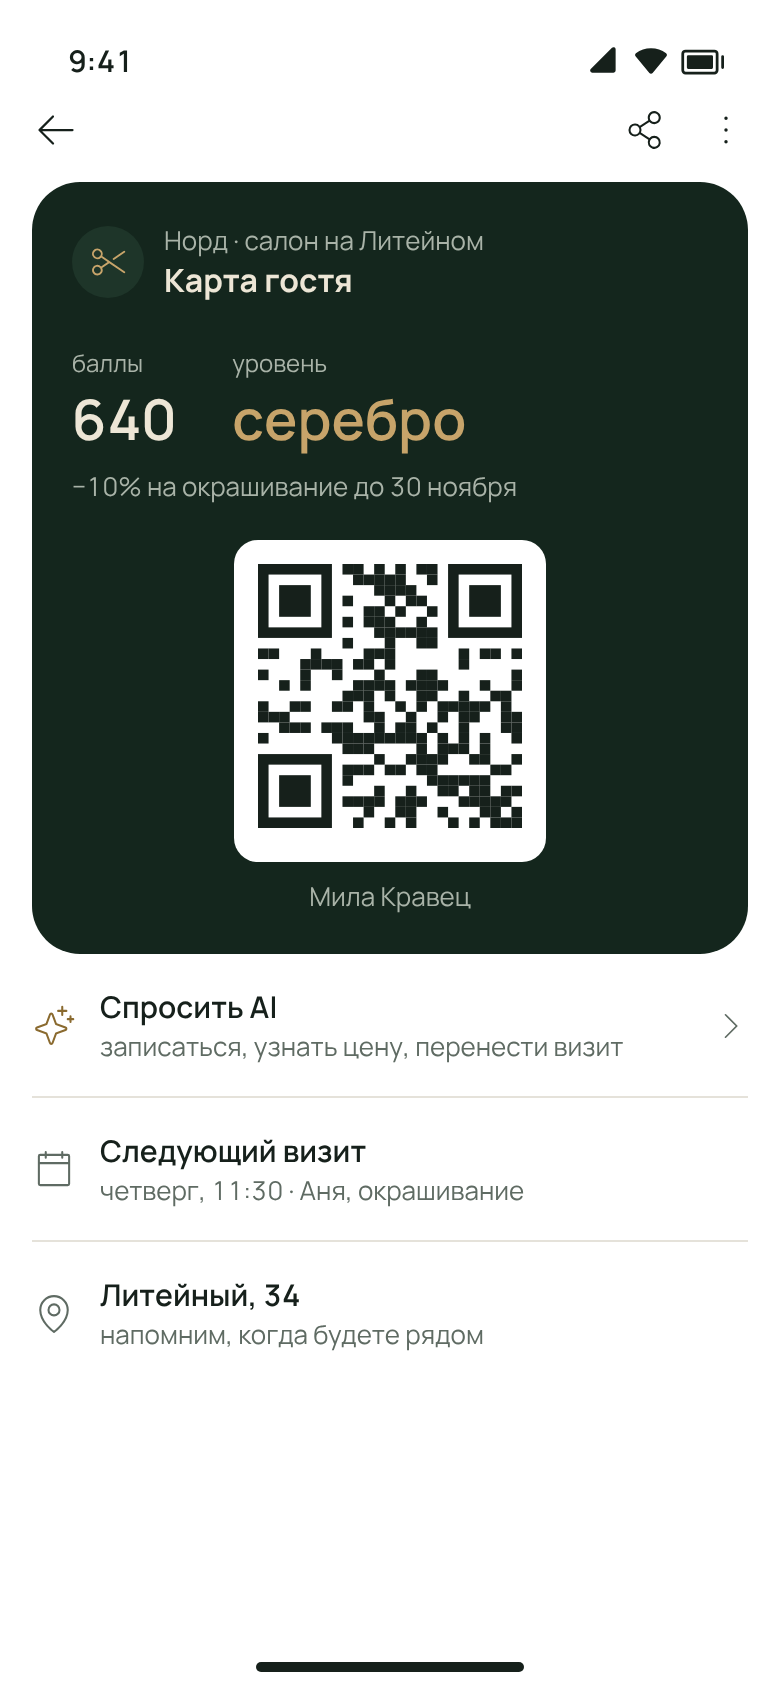 9:41
Норд · салон на Литейном
Карта гостя
баллы уровень
640 серебро
−10% на окрашивание до 30 ноября
Мила Кравец
Спросить AI
записаться, узнать цену, перенести визит
Следующий визит
четверг, 11:30 · Аня, окрашивание
Литейный, 34
напомним, когда будете рядом